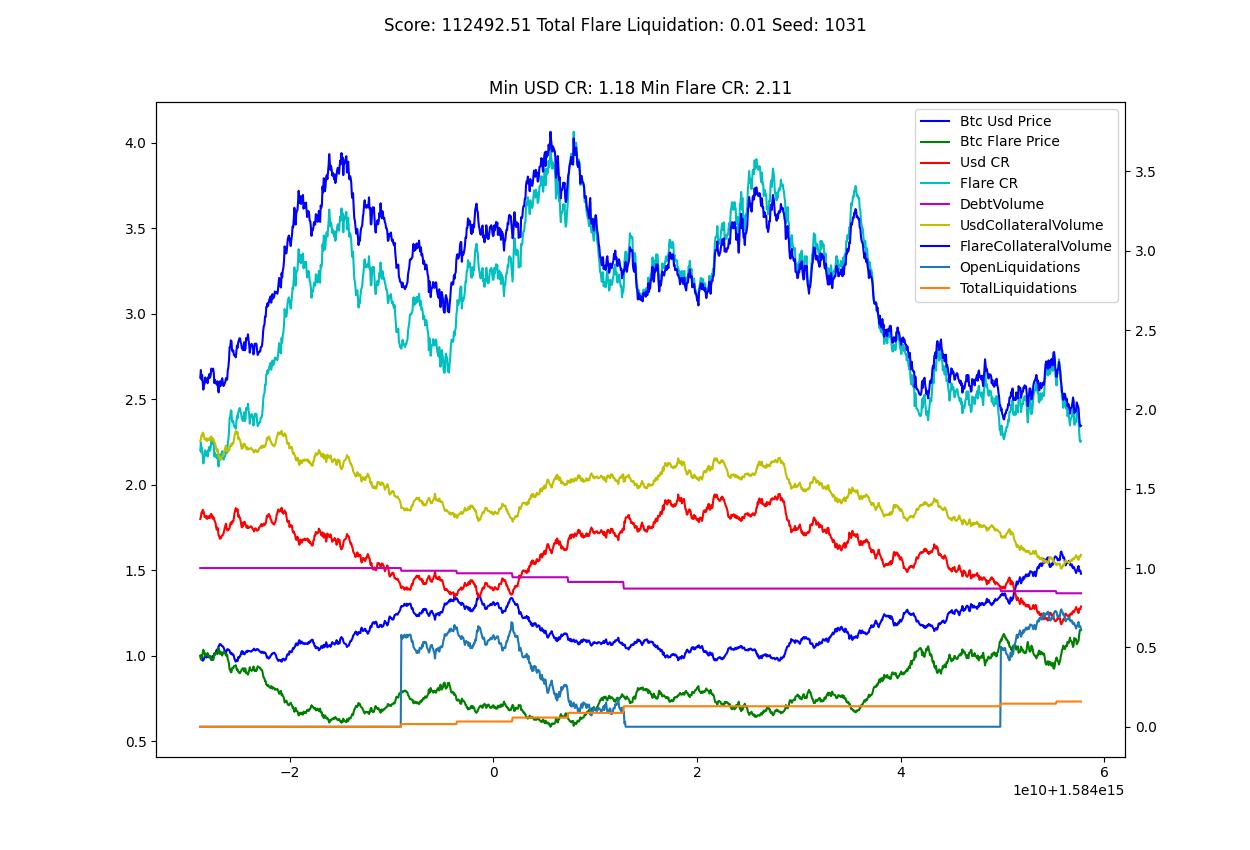 Score: 112492.51 Total Flare Liquidation: 0.01 Seed: 1031
Min USD CR: 1.18 Min Flare CR: 2.11
4.0
3.5
3.0
2.5
2.0
1.5
1.0
0.5
Btc Usd Price
Btc Flare Price
Usd CR
Flare CR
DebtVolume
UsdCollateralVolume
FlareCollateralVolume
OpenLiquidations
TotalLiquidations
3.5
3.0
2.5
2.0
1.5
1.0
0.5
0.0
−2 0 2 4 6
1e10+1.584e15